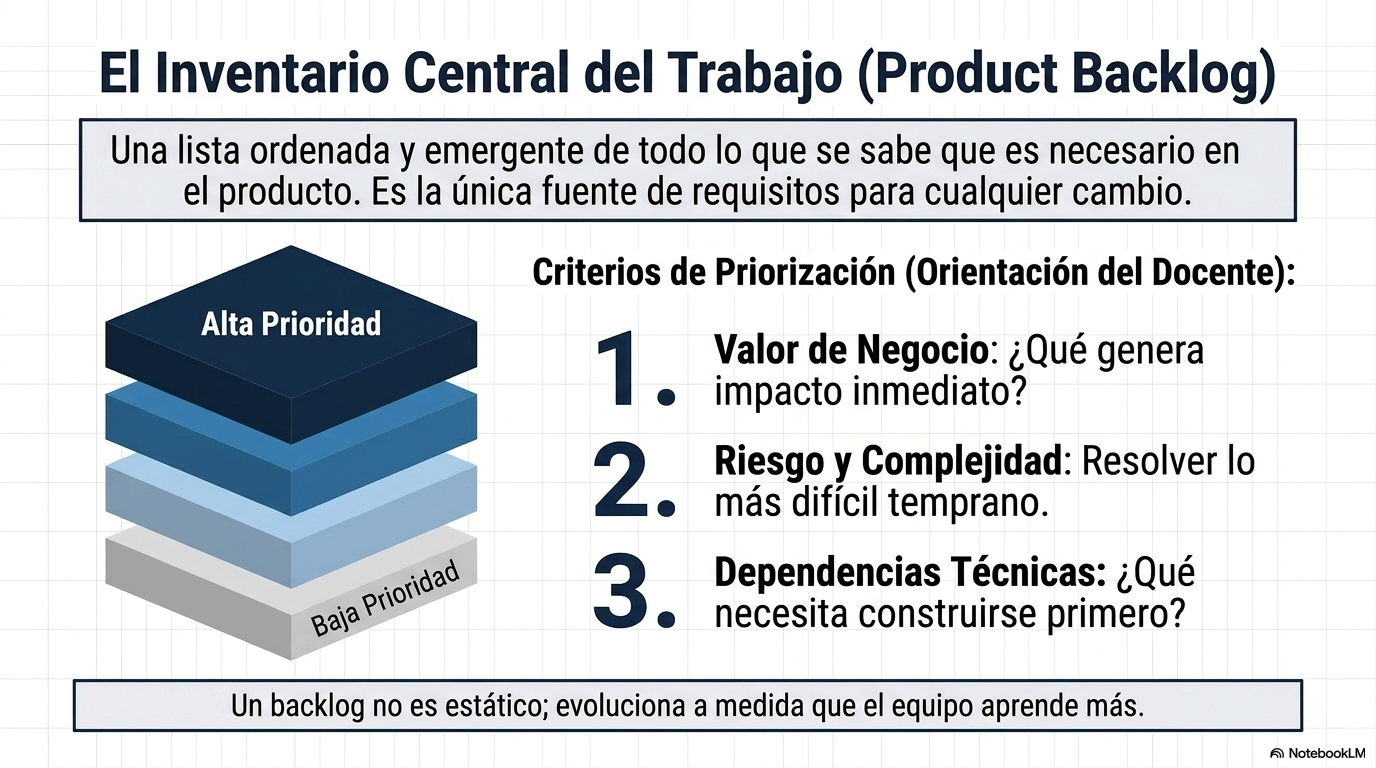 El Inventario Central del Trabajo (Product Backlog)
Una lista ordenada y emergente de todo lo que se sabe que es necesario en
el producto. Es la única fuente de requisitos para cualquier cambio.
Alta Prioridad
Baja Prioridad
Criterios de Priorización (Orientación del Docente):
1. Valor de Negocio: ¿Qué genera
impacto inmediato?
2. Riesgo y Complejidad: Resolver lo
más difícil temprano.
3. Dependencias Técnicas: ¿Qué
necesita construirse primero?
Un backlog no es estático; evoluciona a medida que el equipo aprende más.
NotebookLM